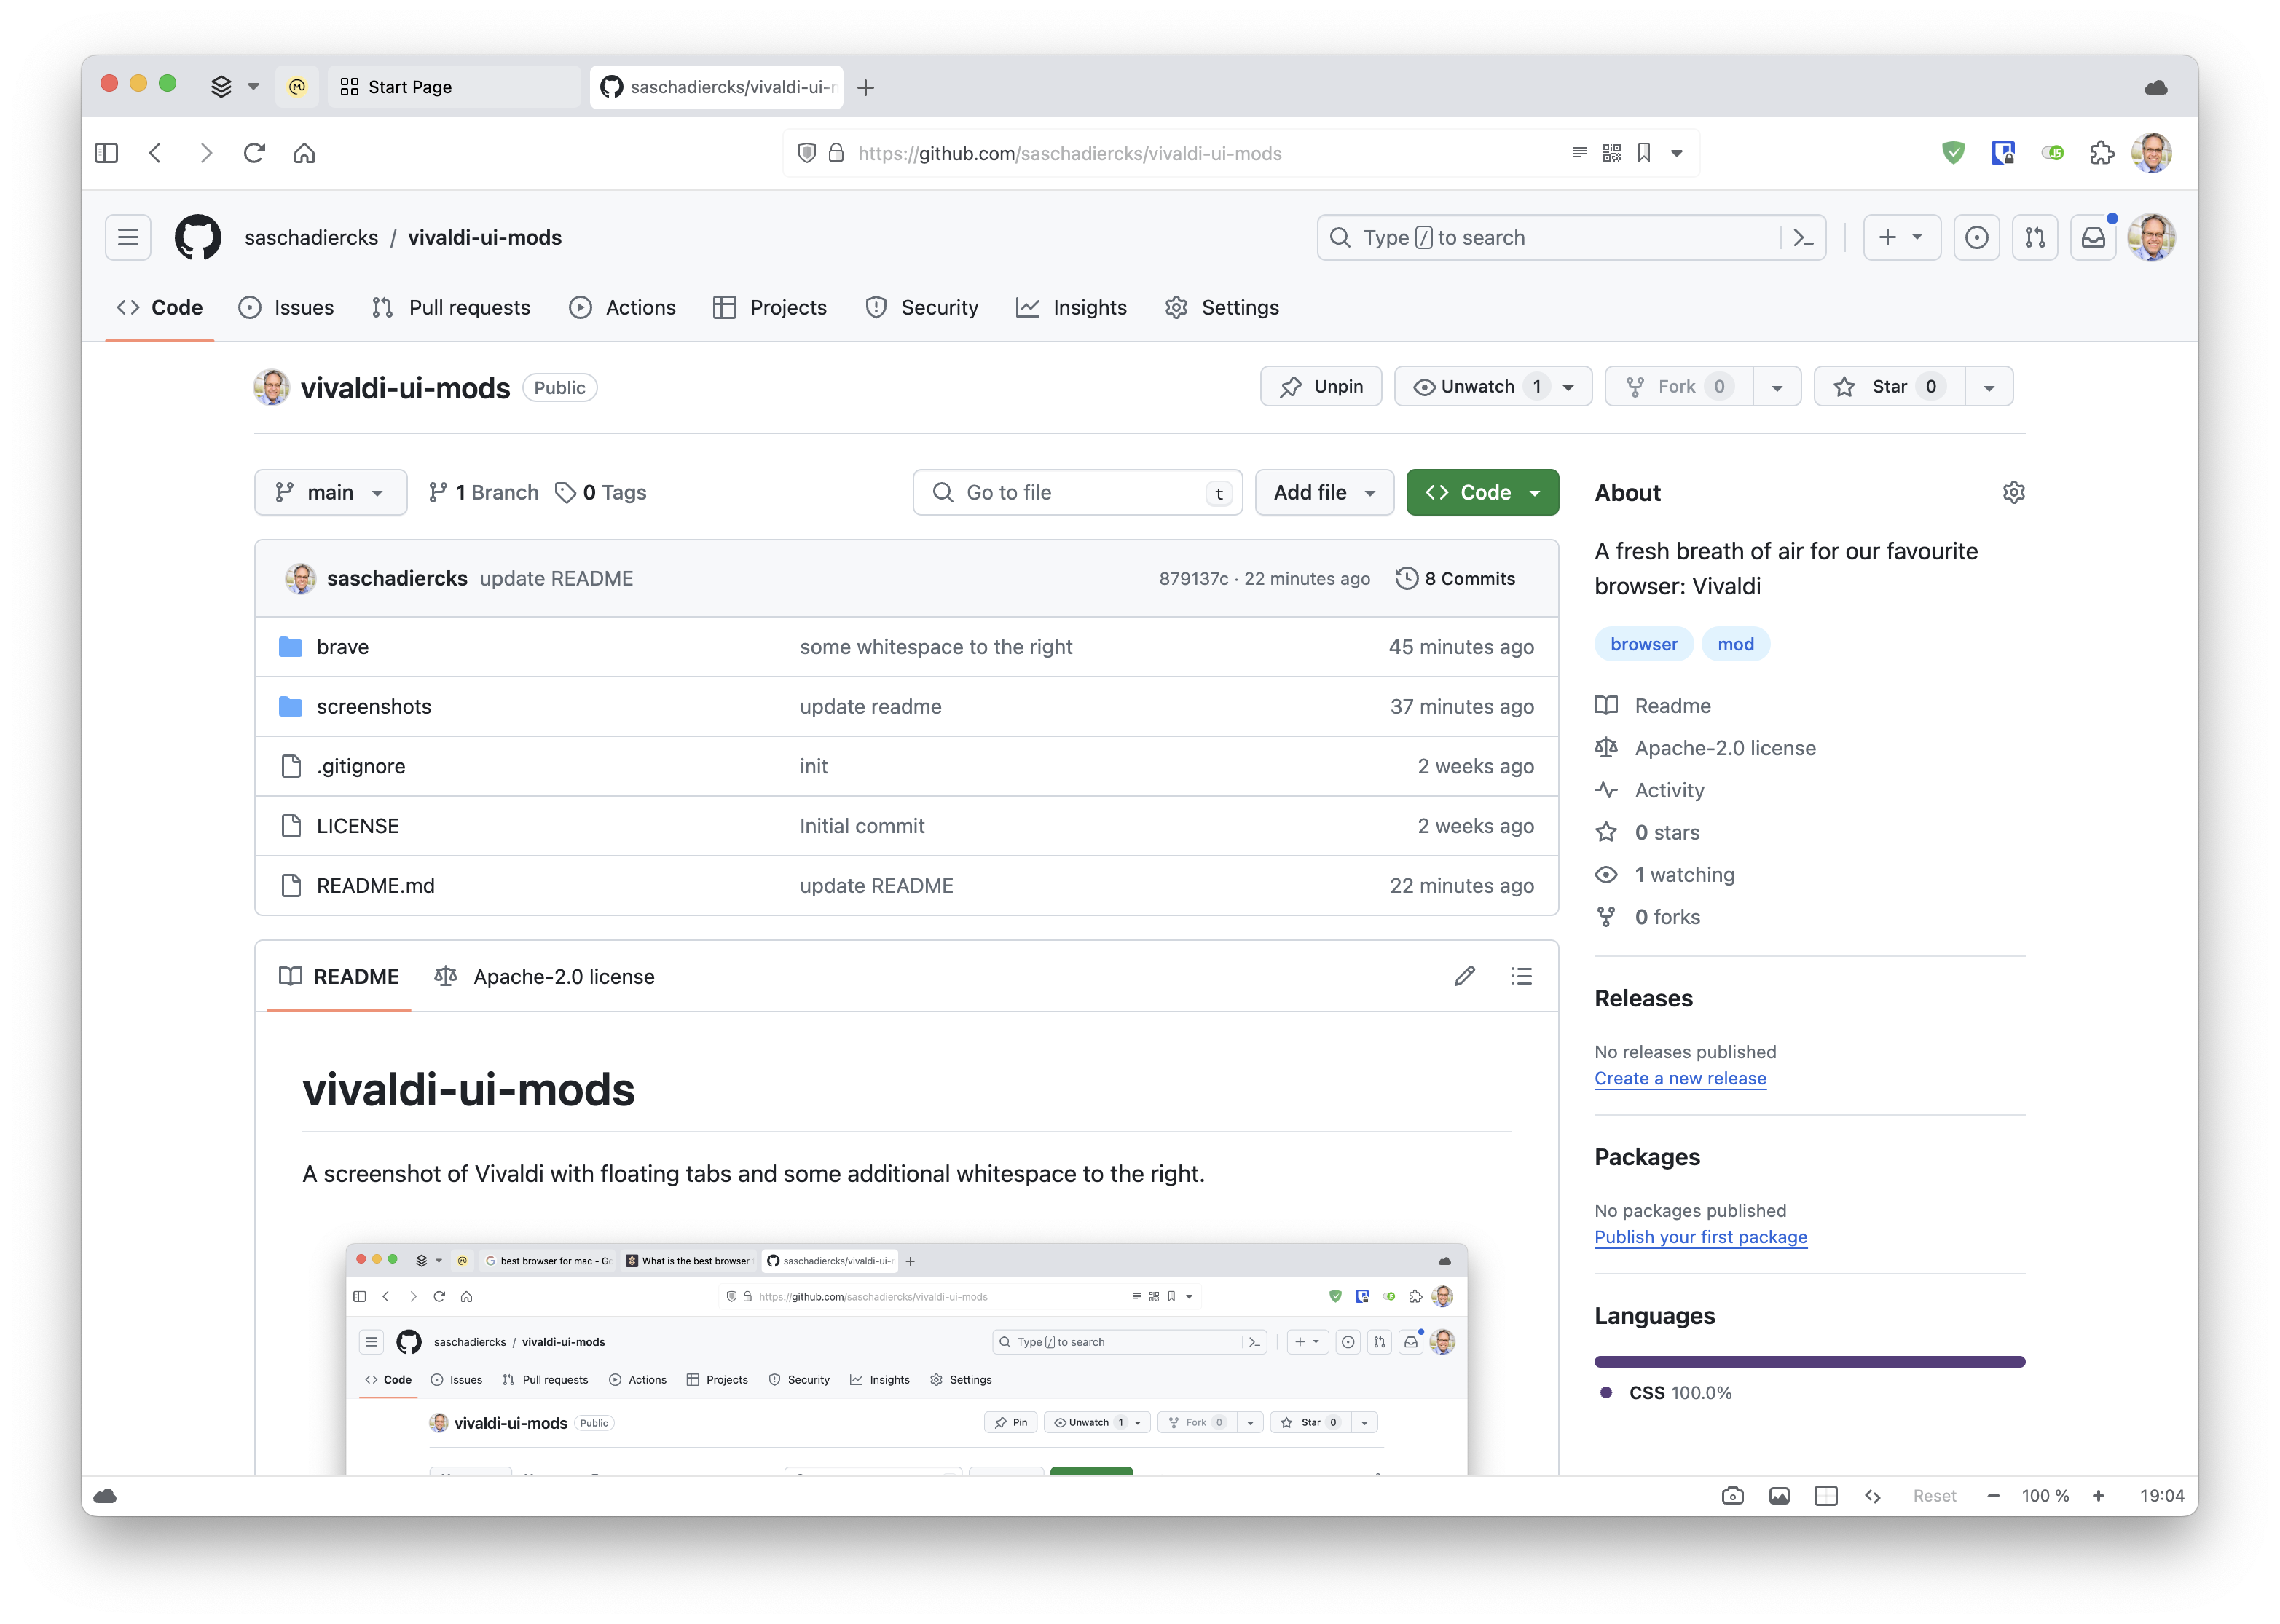 Start Page
saschadiercks/vivaldi-ui-
https://github.com/saschadiercks/vivaldi-ui-mods
saschadiercks / vivaldi-ui-mods
Type / to search
Code Issues Pull requests Actions Projects Security Insights Settings
vivaldi-ui-mods Public
Unpin Unwatch 1 Fork 0 Star 0
main 1 Branch 0 Tags Go to file t Add file Code
saschadiercks update README 879137c · 22 minutes ago 8 Commits
brave some whitespace to the right 45 minutes ago
screenshots update readme 37 minutes ago
.gitignore init 2 weeks ago
LICENSE Initial commit 2 weeks ago
README.md update README 22 minutes ago
About
A fresh breath of air for our favourite
browser: Vivaldi
browser mod
Readme
Apache-2.0 license
Activity
0 stars
1 watching
0 forks
Releases
No releases published
Create a new release
Packages
No packages published
Publish your first package
Languages
CSS 100.0%
README Apache-2.0 license
vivaldi-ui-mods
A screenshot of Vivaldi with floating tabs and some additional whitespace to the right.
best browser for mac - Go What is the best browser saschadiercks/vivaldi-ui-
https://github.com/saschadiercks/vivaldi-ui-mods
saschadiercks / vivaldi-ui-mods Type / to search
Code Issues Pull requests Actions Projects Security Insights Settings
vivaldi-ui-mods Public Pin Unwatch 1 Fork 0 Star 0
Reset 100 % 19:04